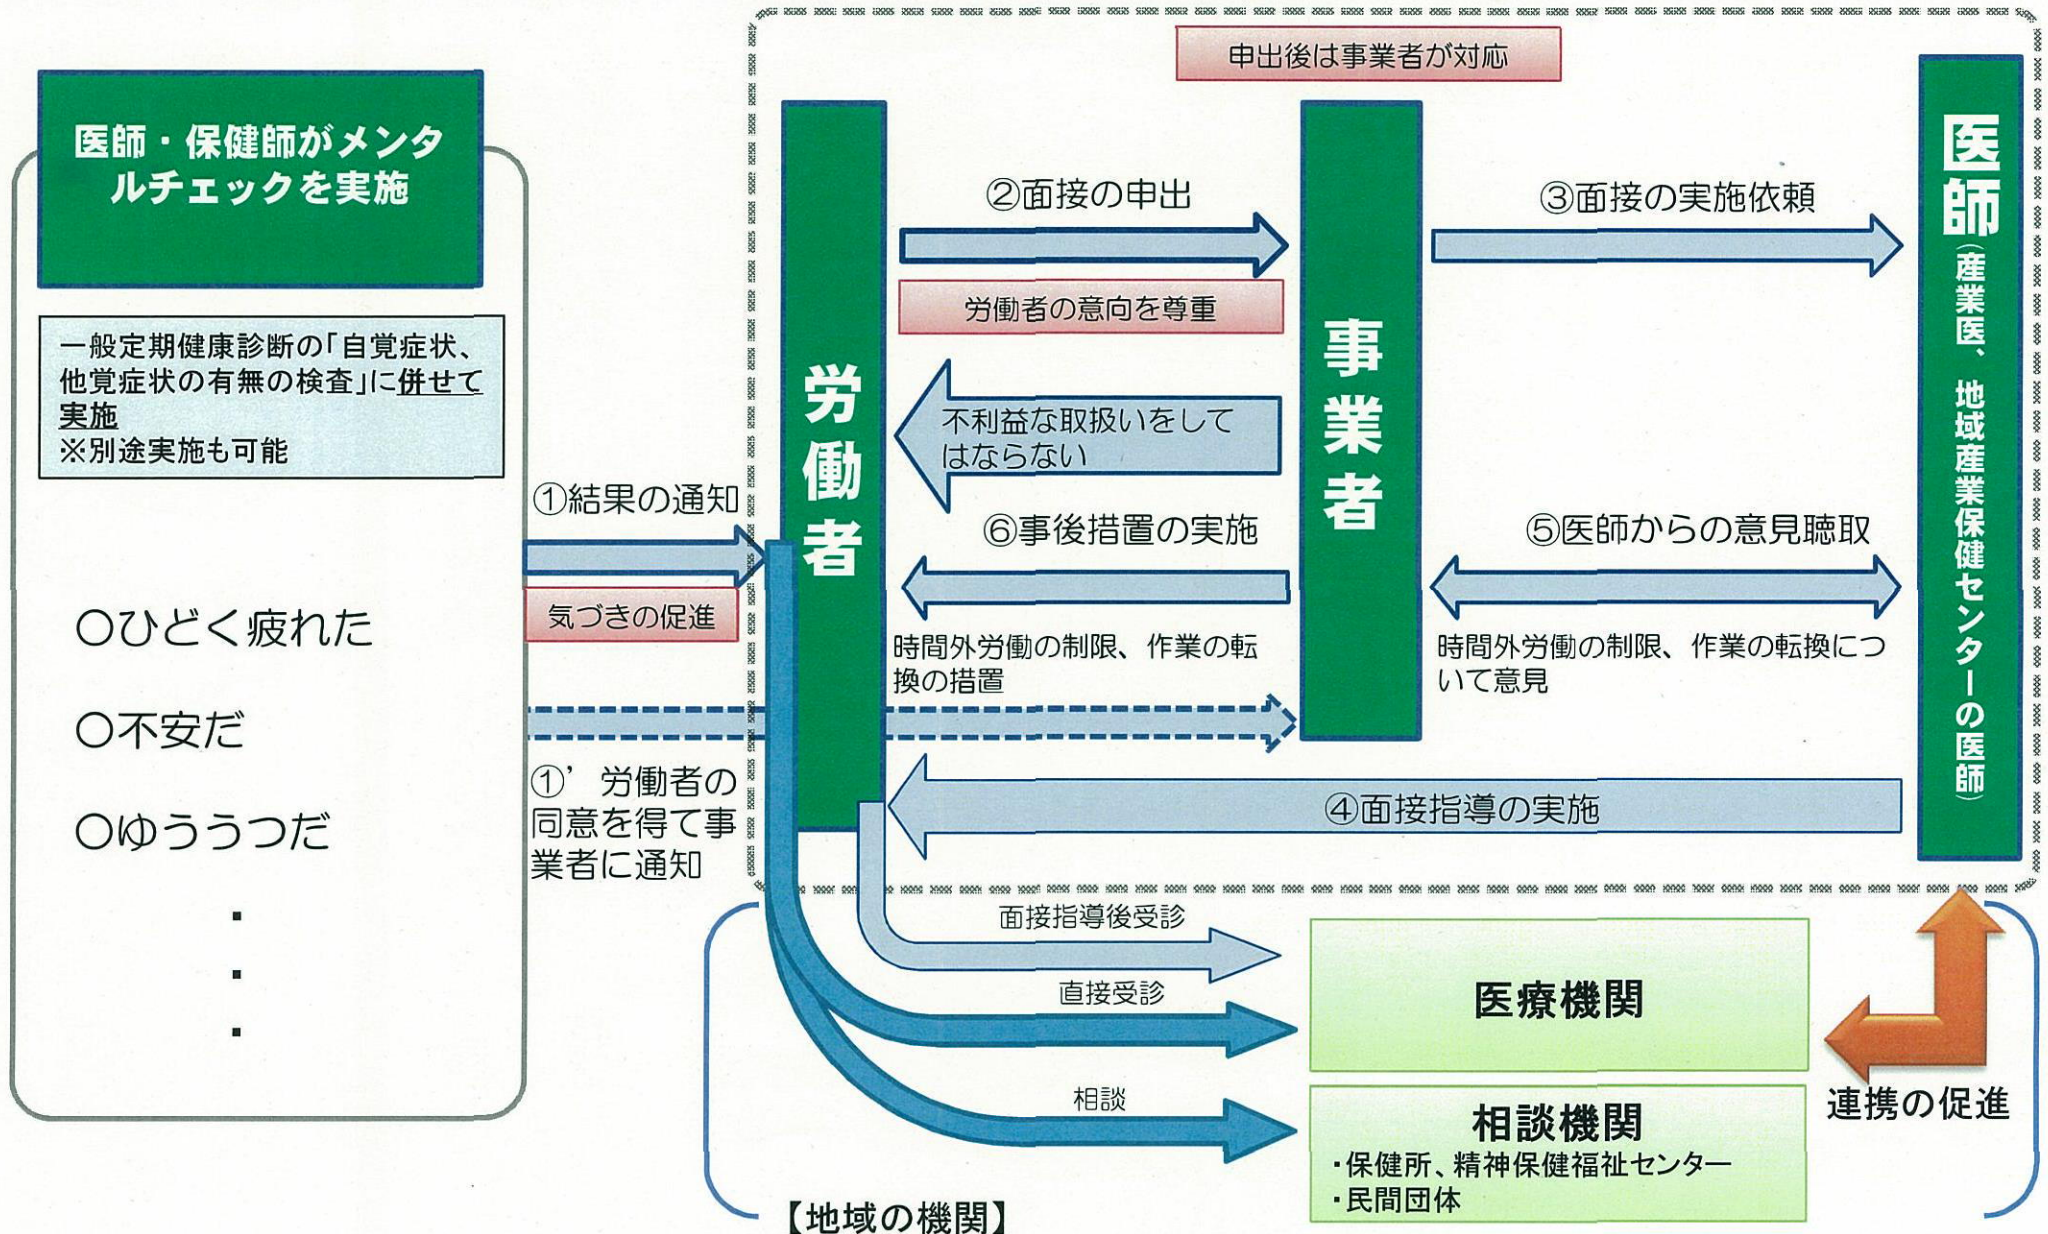 医師・保健師がメンタ
ルチェックを実施
一般定期健康診断の「自覚症状、
他覚症状の有無の検査」に併せて
実施
※別途実施も可能
〇ひどく疲れた
〇不安だ
〇ゆううつだ
・
・
・
①結果の通知
気づきの促進
①’ 労働者の
同意を得て事
業者に通知
申出後は事業者が対応
労働者
②面接の申出
労働者の意向を尊重
不利益な取扱いをして
はならない
⑥事後措置の実施
時間外労働の制限、作業の転
換の措置
事業者
③面接の実施依頼
⑤医師からの意見聴取
時間外労働の制限、作業の転換につ
いて意見
④面接指導の実施
医師(産業医、地域産業保健センターの医師)
面接指導後受診
直接受診
相談
医療機関
相談機関
・保健所、精神保健福祉センター
・民間団体
連携の促進
【地域の機関】